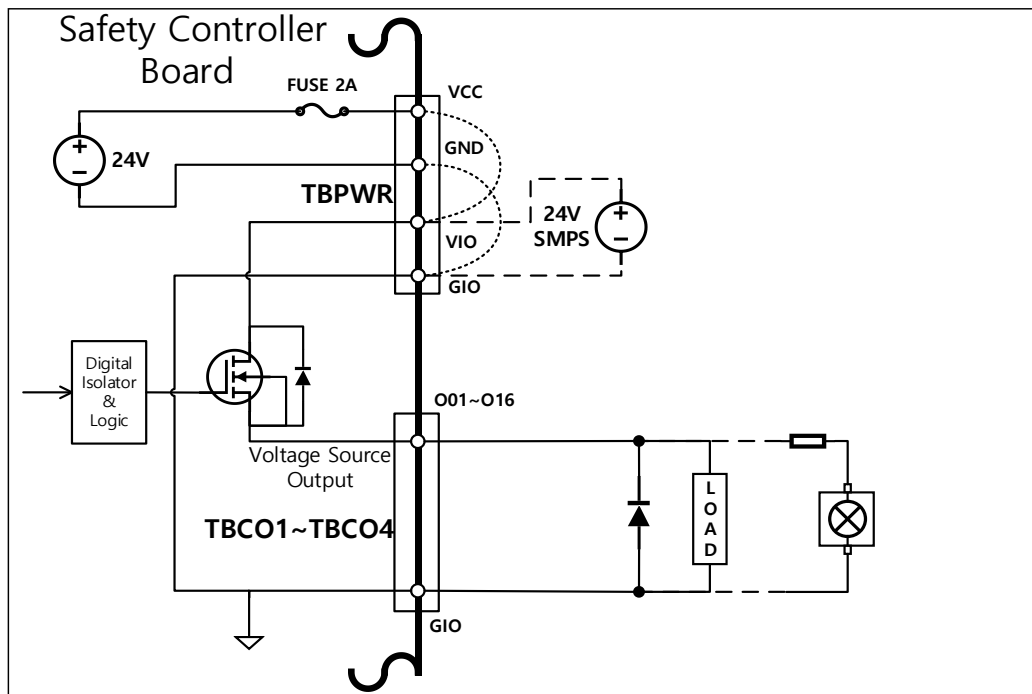 Safety Controller
Board
FUSE 2A
VCC
+
24V
−
GND
TBPWR
VIO
24V
SMPS
+
−
GIO
Digital
Isolator
&
Logic
O01~O16
Voltage Source
Output
TBCO1~TBCO4
L
O
A
D
GIO